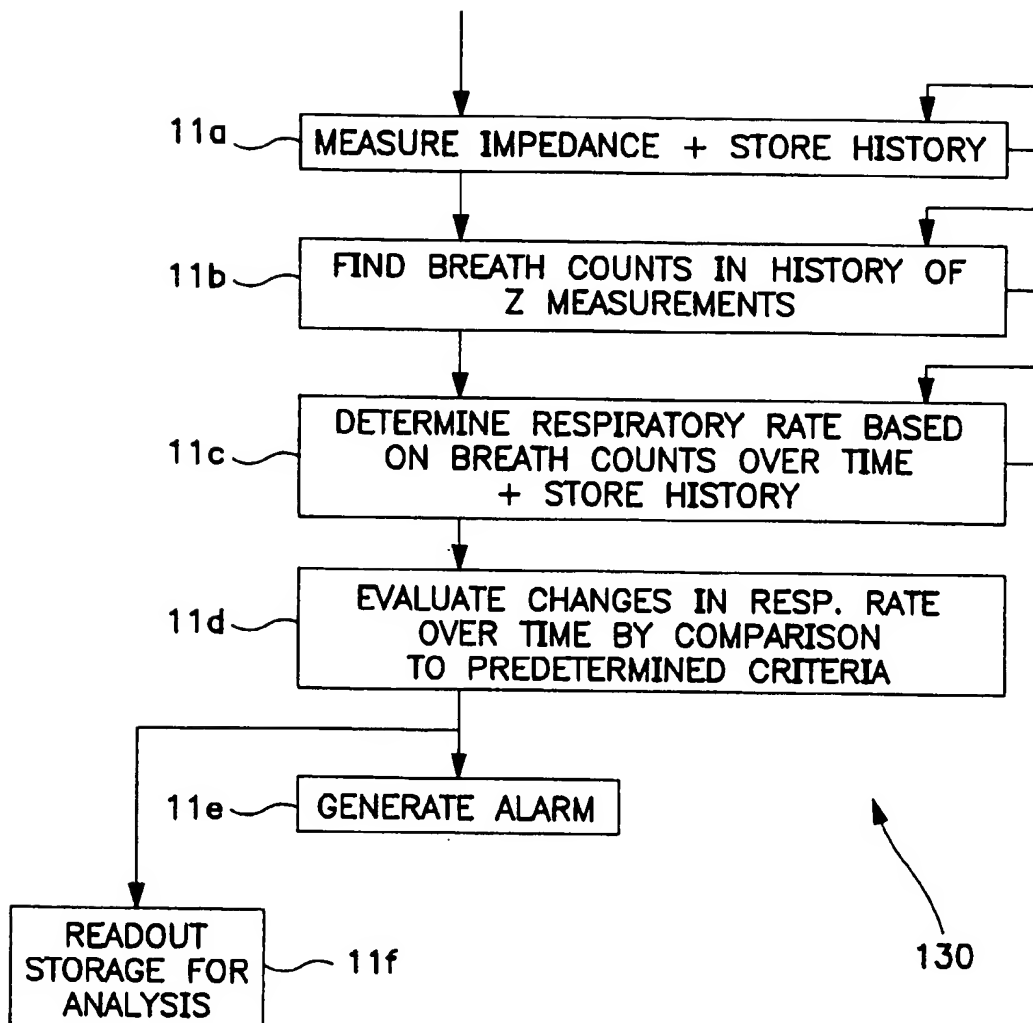 11a
MEASURE IMPEDANCE + STORE HISTORY
11b
FIND BREATH COUNTS IN HISTORY OF
Z MEASUREMENTS
11c
DETERMINE RESPIRATORY RATE BASED
ON BREATH COUNTS OVER TIME
+ STORE HISTORY
11d
EVALUATE CHANGES IN RESP. RATE
OVER TIME BY COMPARISON
TO PREDETERMINED CRITERIA
11e
GENERATE ALARM
READOUT
STORAGE FOR
ANALYSIS
11f
130